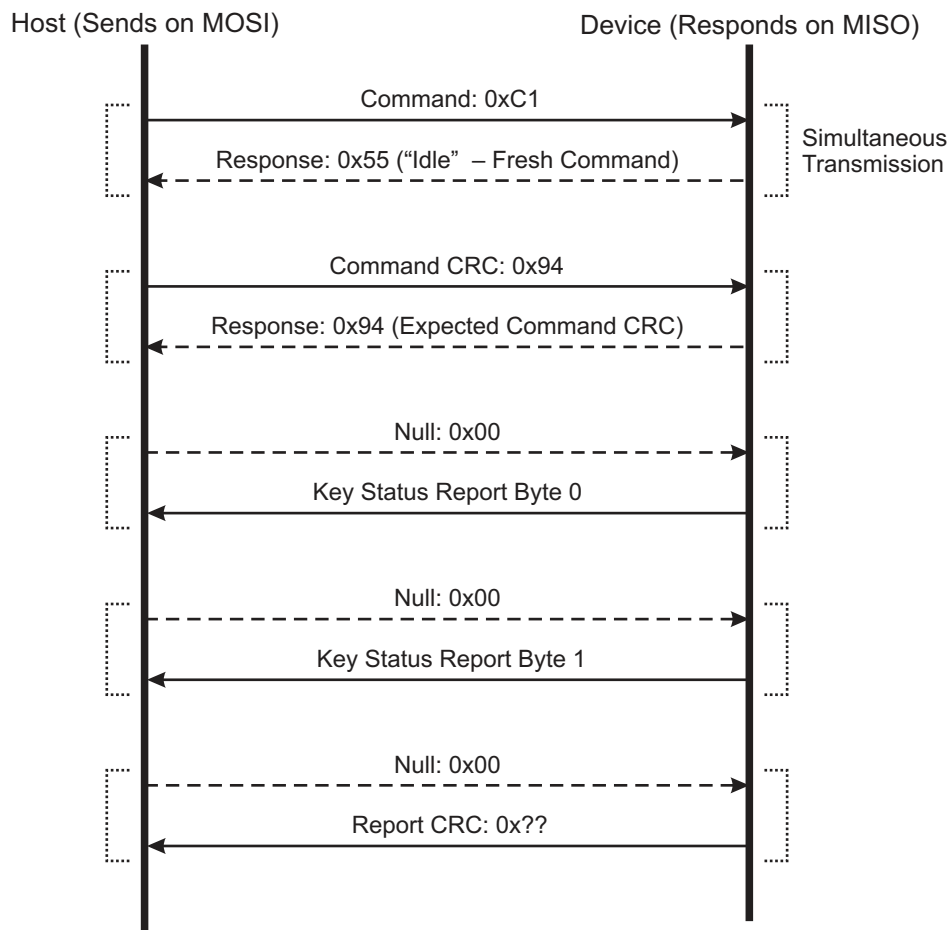 Host (Sends on MOSI)
Device (Responds on MISO)
Command: 0xC1
Simultaneous
Transmission
Response: 0x55 (“Idle” – Fresh Command)
Command CRC: 0x94
Response: 0x94 (Expected Command CRC)
Null: 0x00
Key Status Report Byte 0
Null: 0x00
Key Status Report Byte 1
Null: 0x00
Report CRC: 0x??